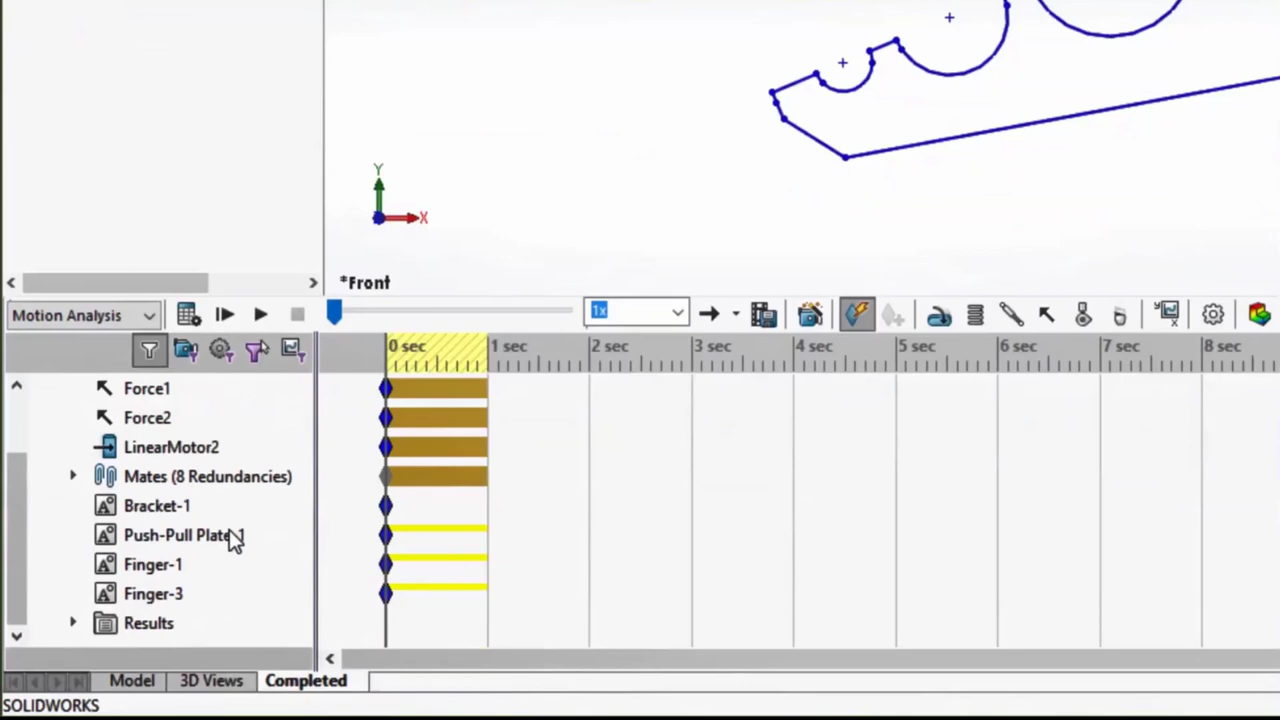 Y
X
*Front
Motion Analysis
1x
0 sec 1 sec 2 sec 3 sec 4 sec 5 sec 6 sec 7 sec 8 sec
Force1
Force2
LinearMotor2
Mates (8 Redundancies)
Bracket-1
Push-Pull Plate-1
Finger-1
Finger-3
Results
Model 3D Views Completed
SOLIDWORKS